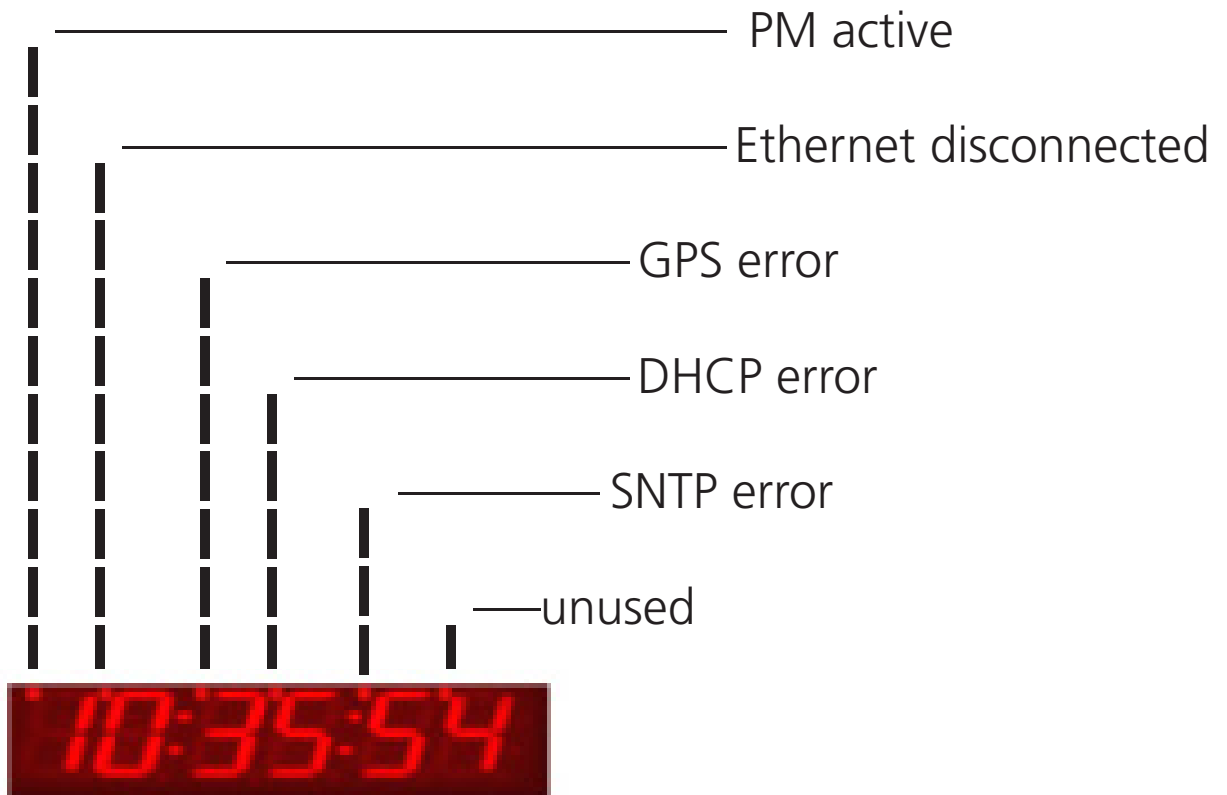 PM active
Ethernet disconnected
GPS error
DHCP error
SNTP error
unused
10:35:54